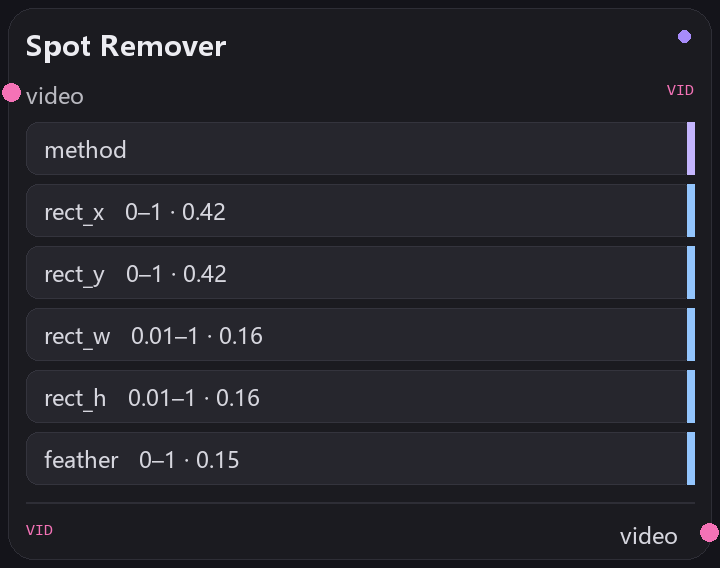 Spot Remover
video VID
method
rect_x 0–1 · 0.42
rect_y 0–1 · 0.42
rect_w 0.01–1 · 0.16
rect_h 0.01–1 · 0.16
feather 0–1 · 0.15
VID video